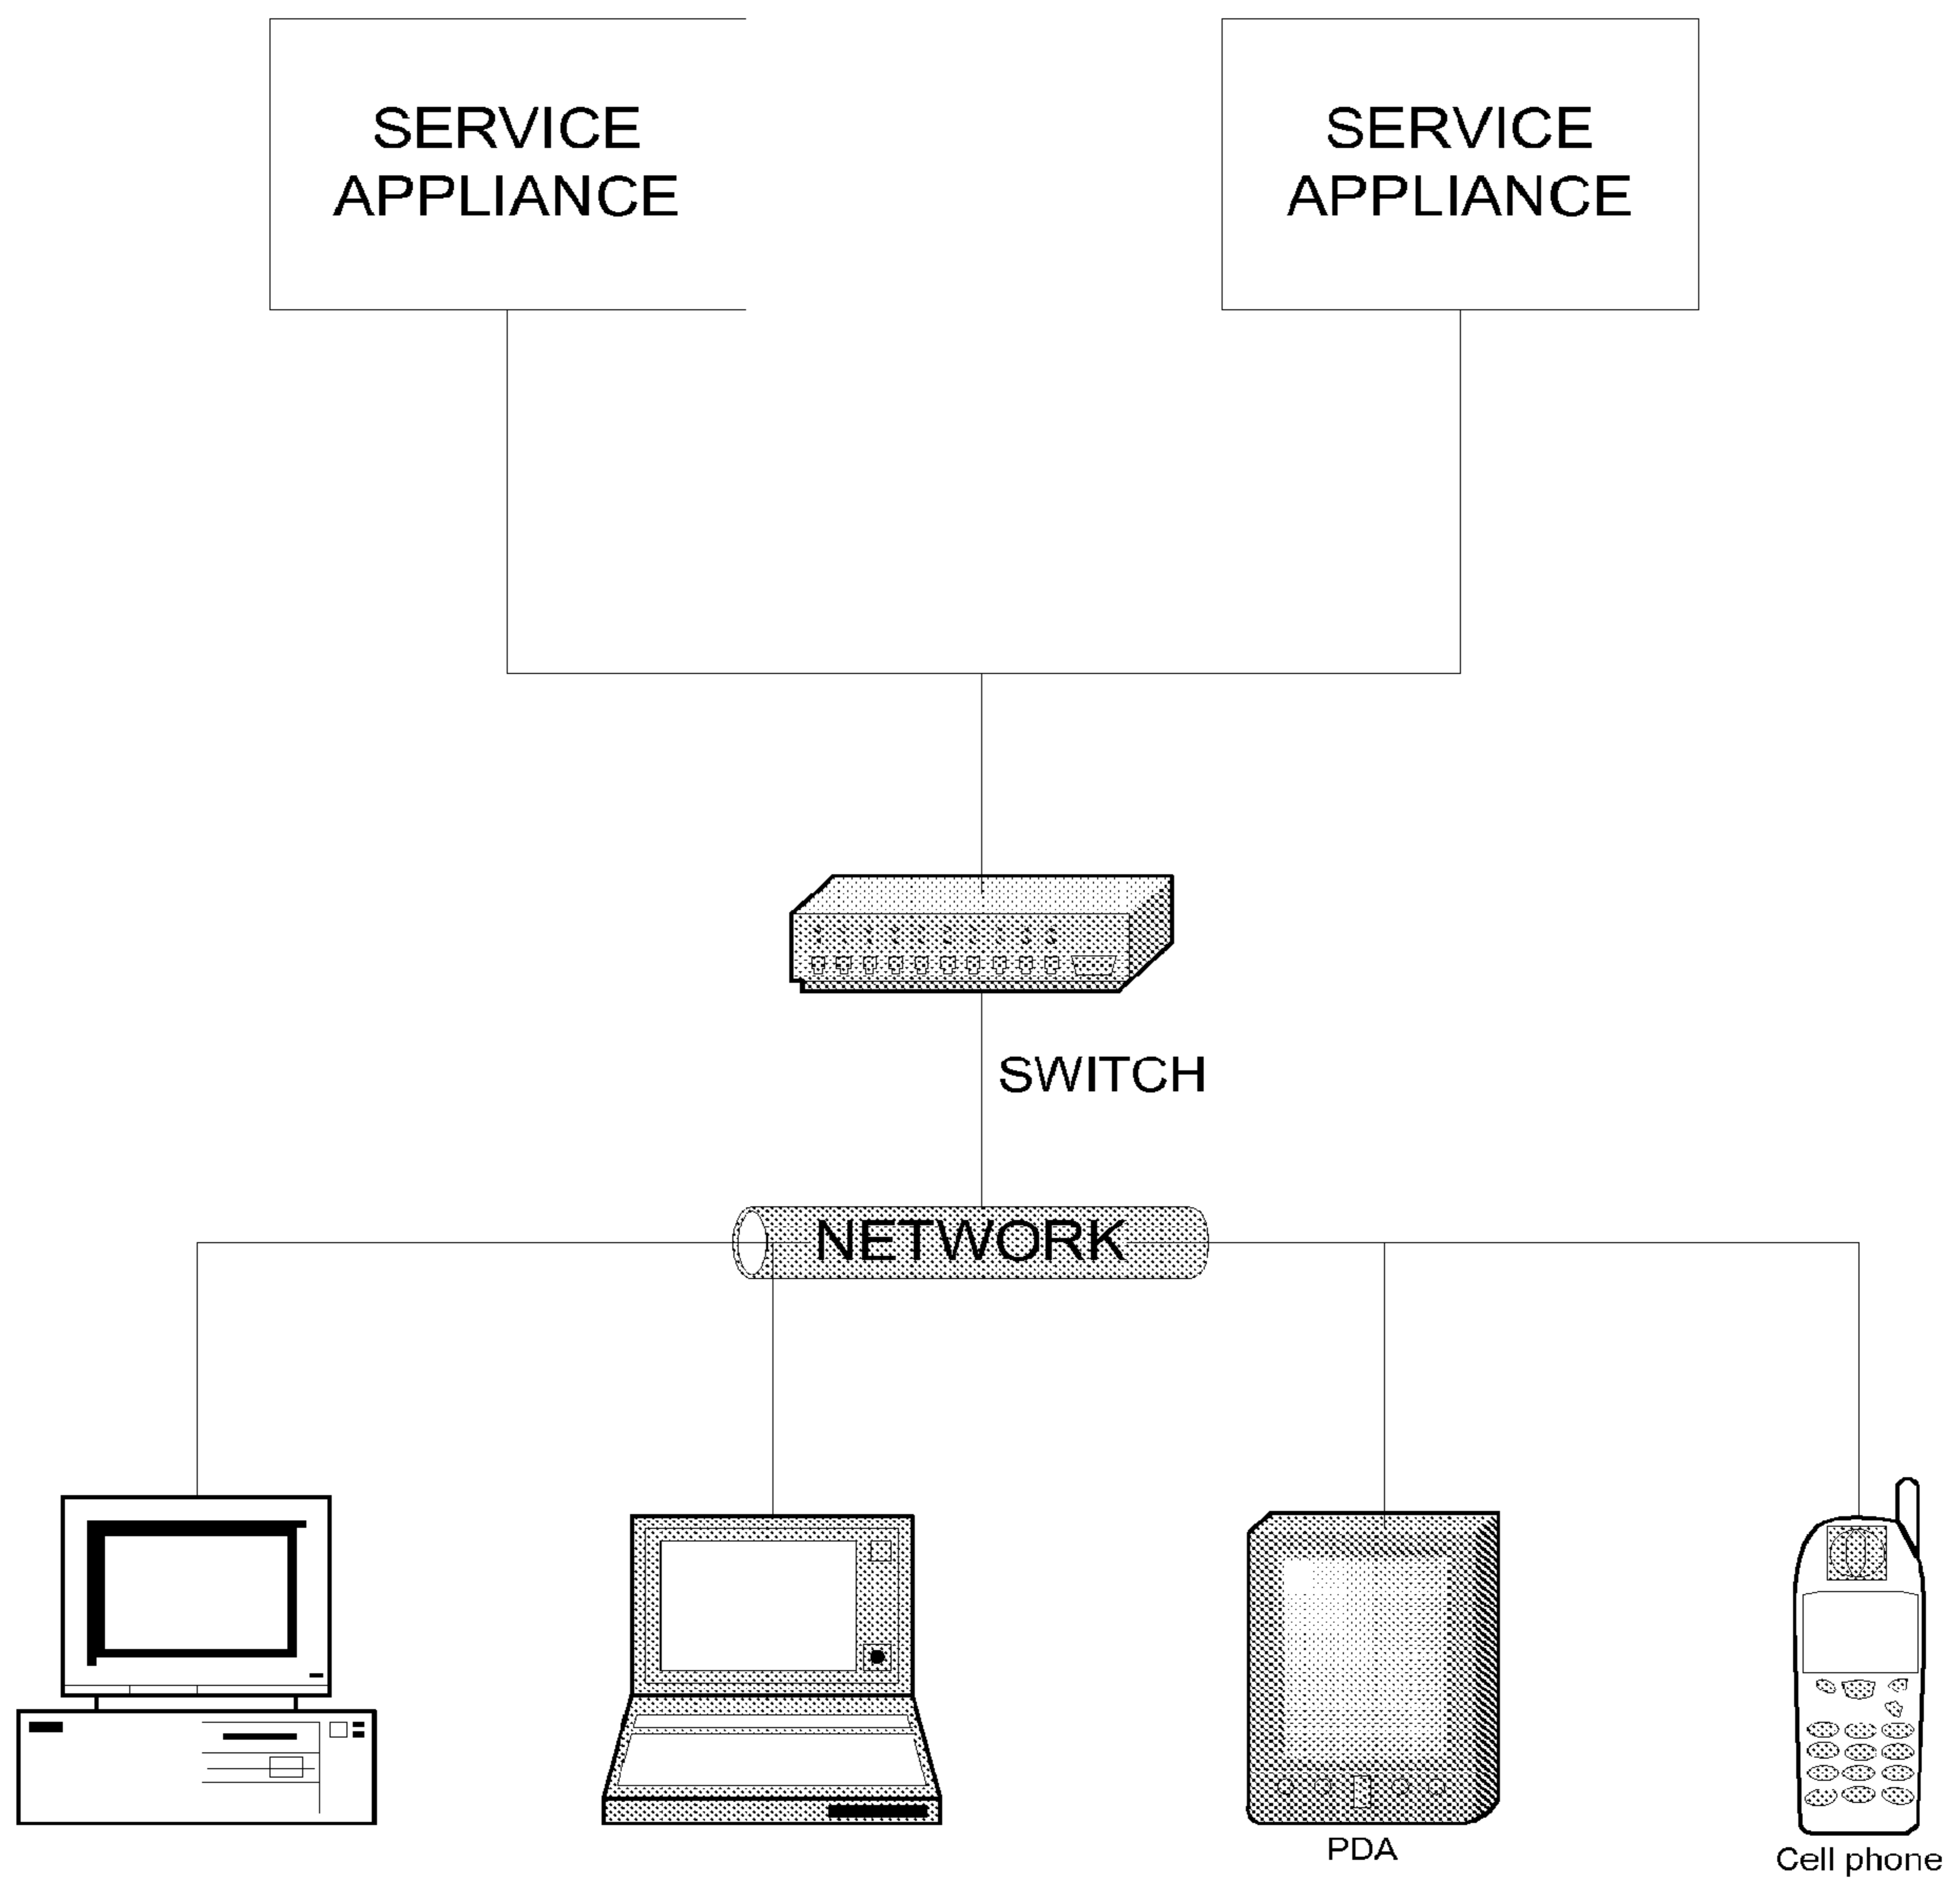 SERVICE
APPLIANCE
SERVICE
APPLIANCE
SWITCH
NETWORK
PDA
Cell phone